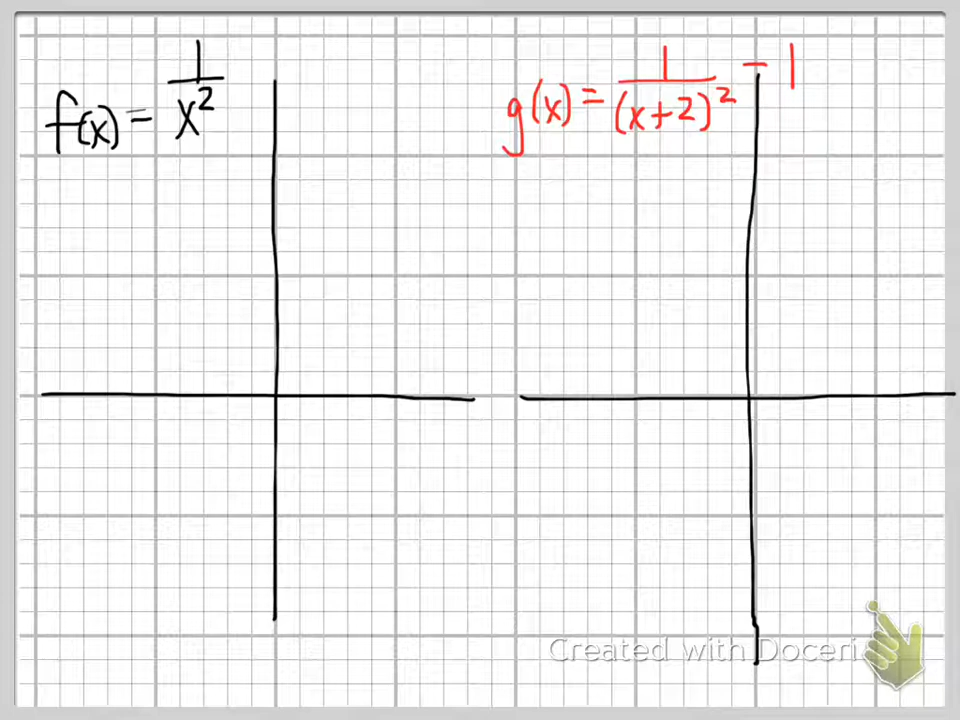 f(x) = 1/x²
g(x) = 1/(x+2)² - 1
Created with Doceri